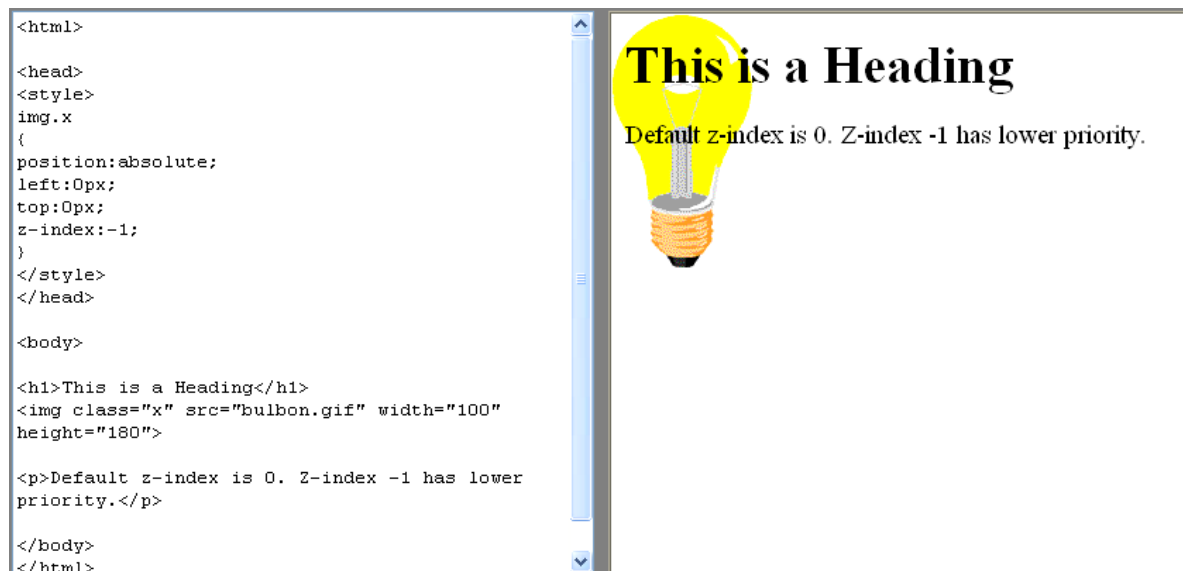 <html>
<head>
<style>
img.x
{
position:absolute;
left:0px;
top:0px;
z-index:-1;
}
</style>
</head>
<body>
<h1>This is a Heading</h1>
<img class="x" src="bulbon.gif" width="100"
height="180">
<p>Default z-index is 0. Z-index -1 has lower
priority.</p>
</body>
</html>
This is a Heading
Default z-index is 0. Z-index -1 has lower priority.